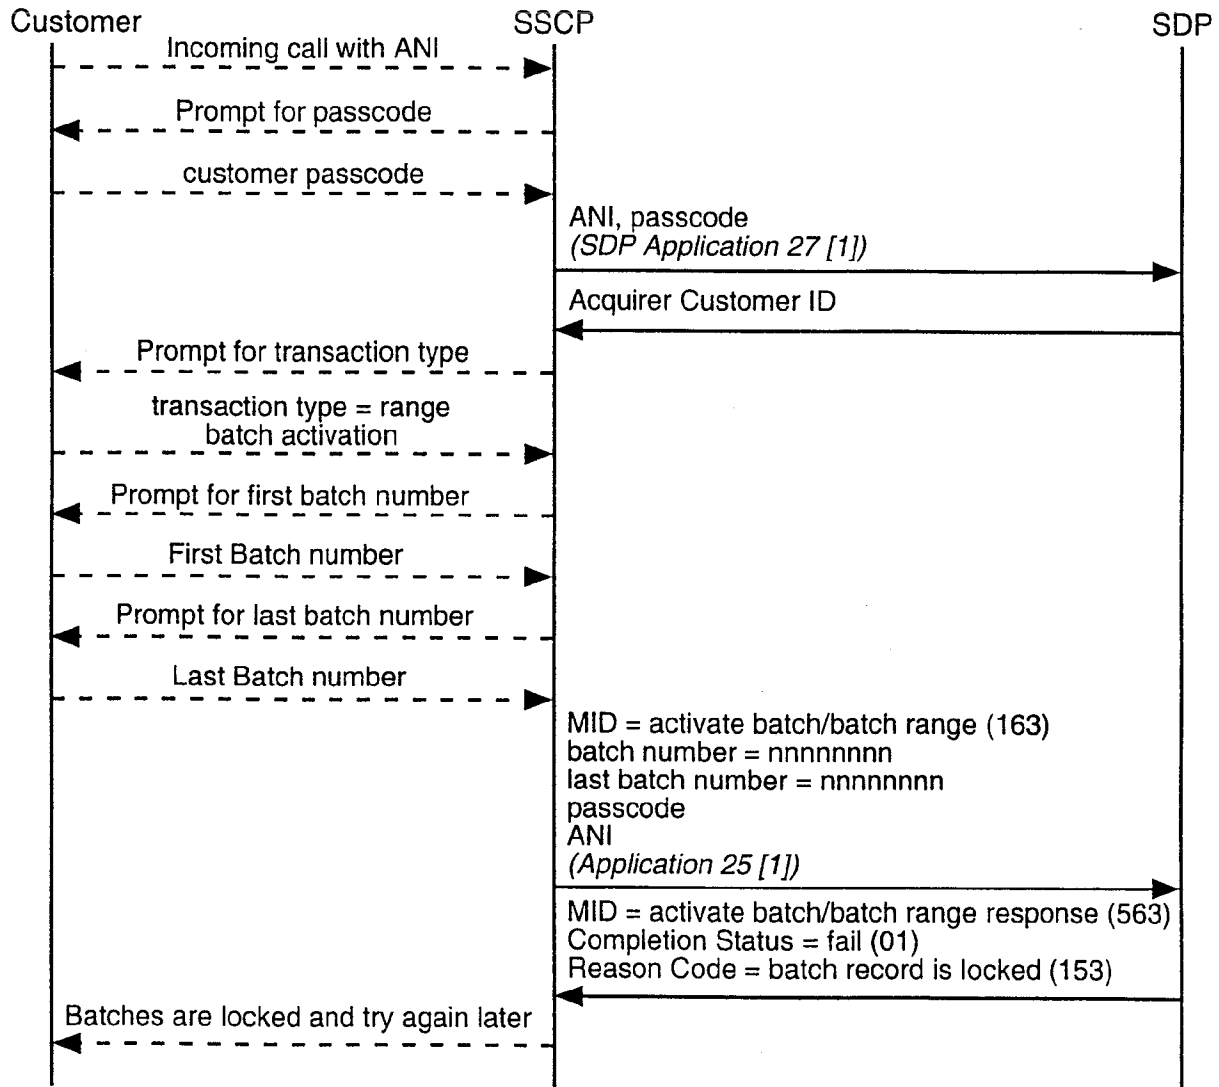 Customer
SSCP
SDP
Incoming call with ANI
Prompt for passcode
customer passcode
ANI, passcode
(SDP Application 27 [1])
Acquirer Customer ID
Prompt for transaction type
transaction type = range
batch activation
Prompt for first batch number
First Batch number
Prompt for last batch number
Last Batch number
MID = activate batch/batch range (163)
batch number = nnnnnnnn
last batch number = nnnnnnnn
passcode
ANI
(Application 25 [1])
MID = activate batch/batch range response (563)
Completion Status = fail (01)
Reason Code = batch record is locked (153)
Batches are locked and try again later